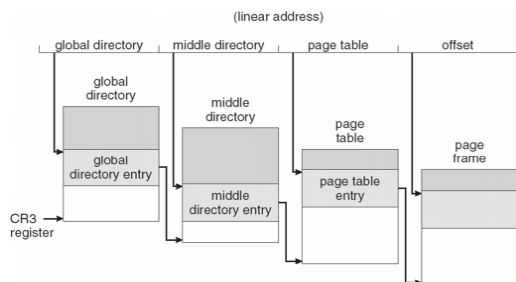 (linear address)
global directory
middle directory
page table
offset
global
directory
middle
directory
page
table
page
frame
global
directory entry
middle
directory entry
page table
entry
CR3
register